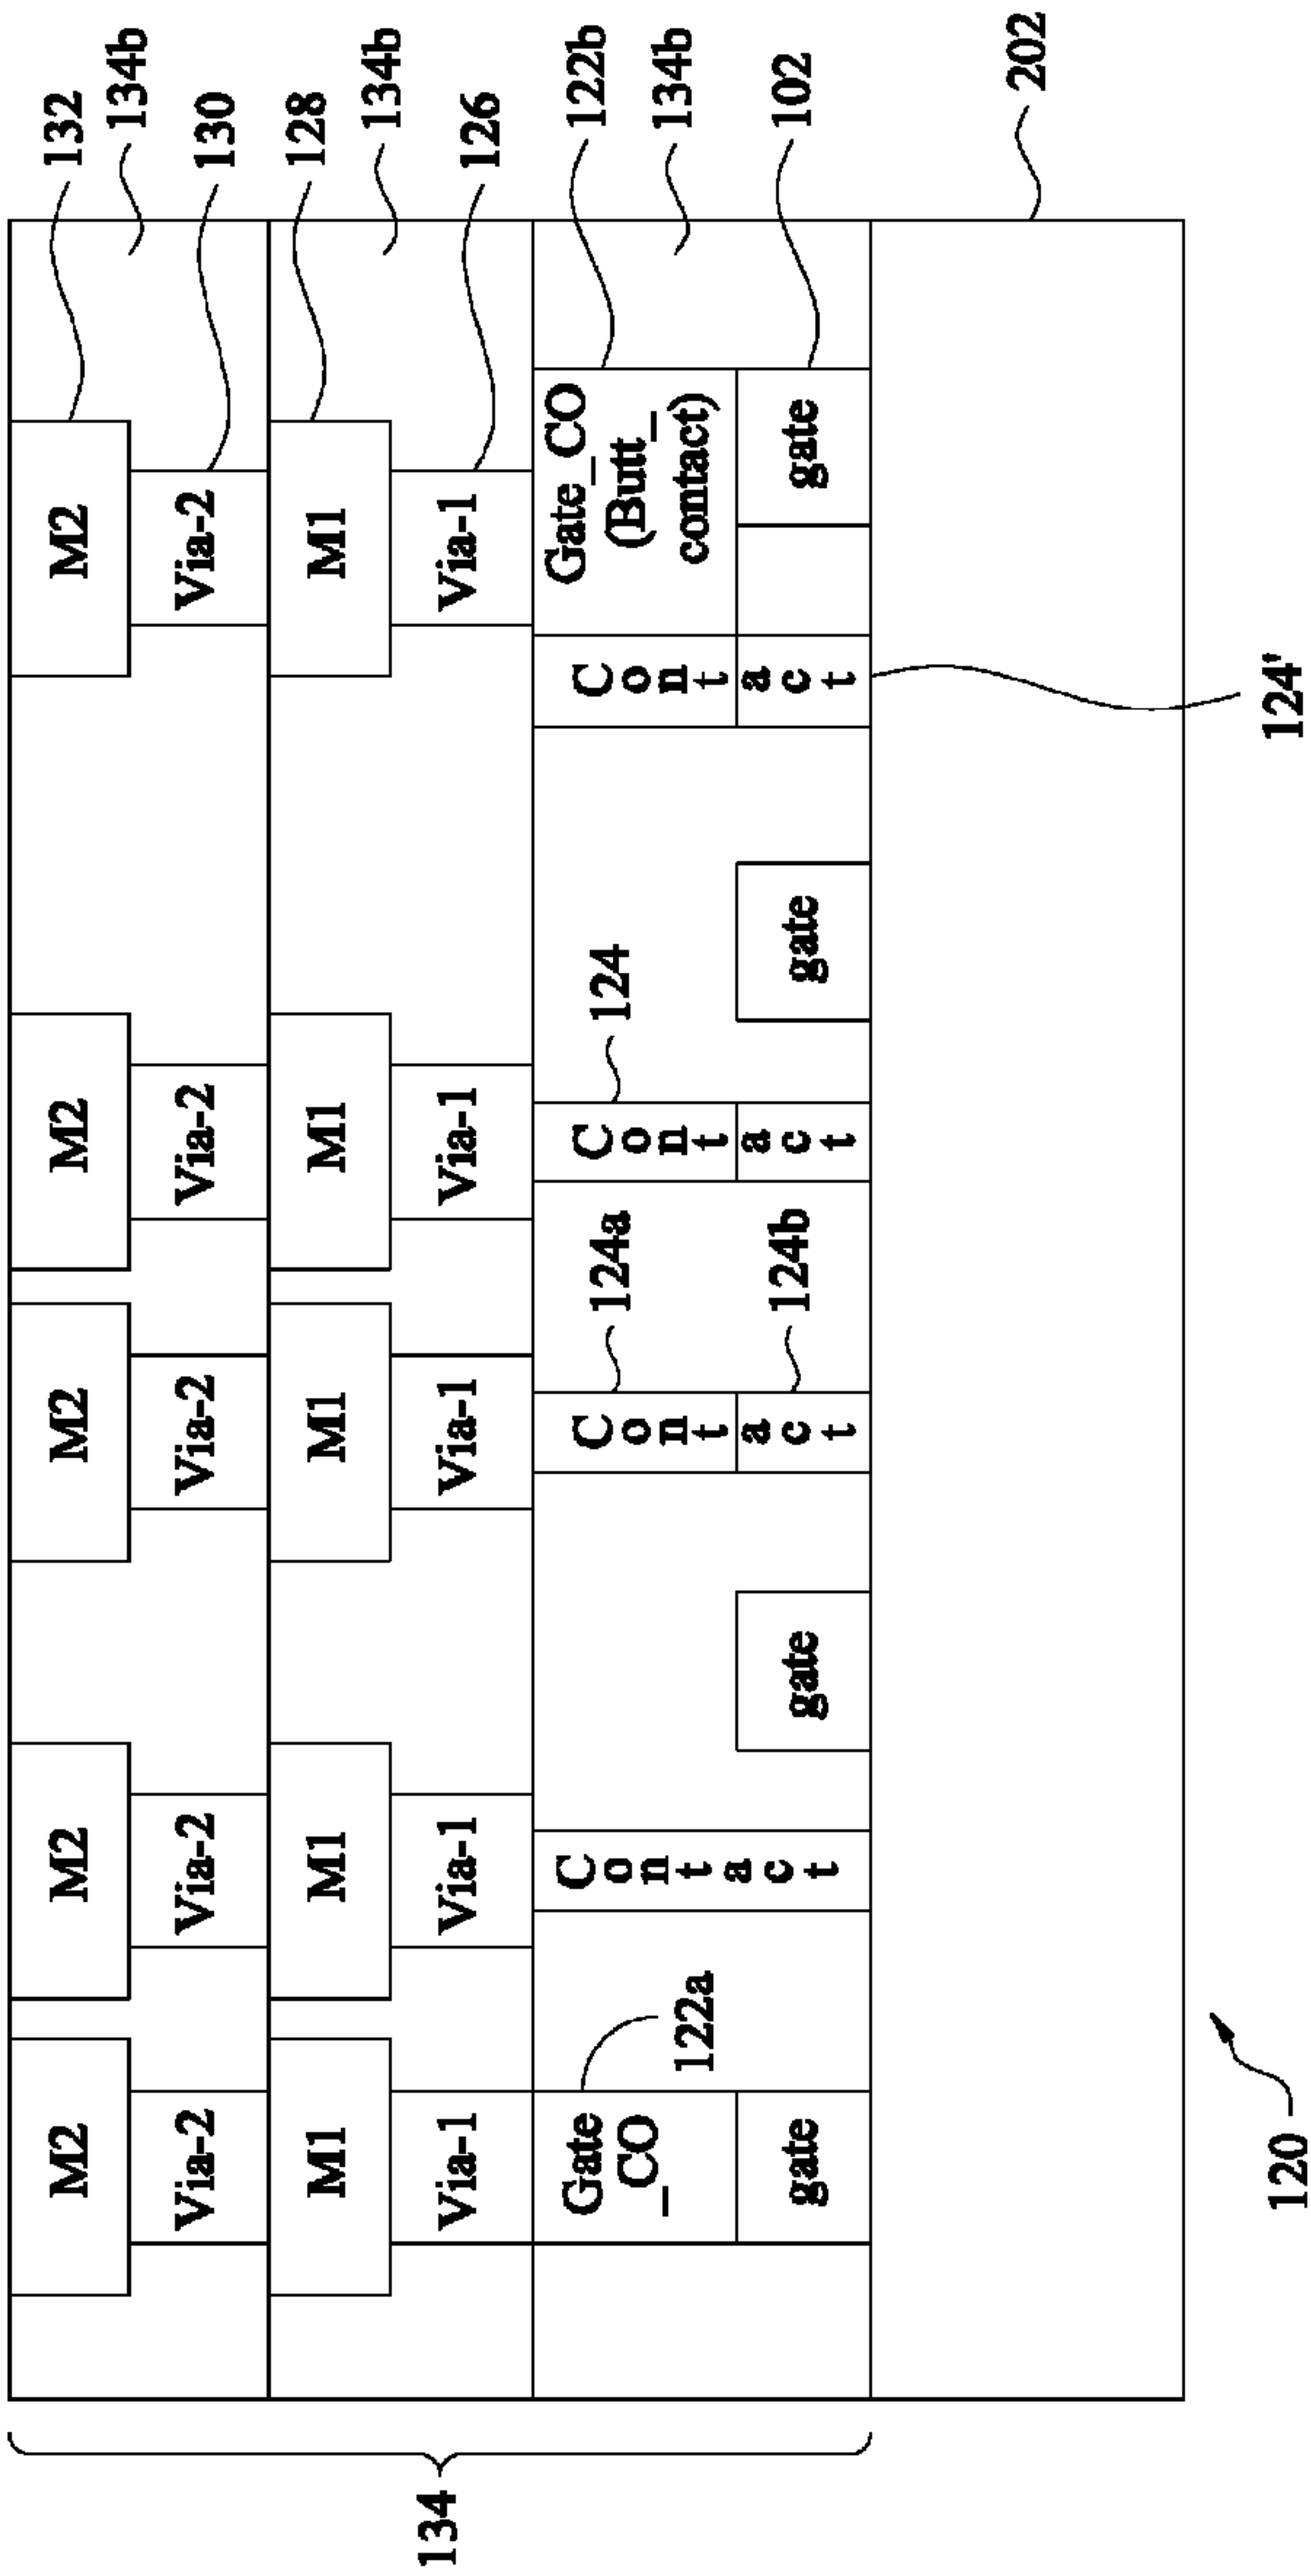 134
M2
M2
M2
M2
M2
132
Via-2
Via-2
Via-2
Via-2
Via-2
134b
130
M1
M1
M1
M1
M1
128
Via-1
Via-1
Via-1
Via-1
Via-1
134b
126
Gate
_CO
122a
Contact
Cont
act
124a
124b
Cont
act
124
Cont
act
Gate_CO
(Butt_
contact)
122b
134b
gate
gate
gate
gate
102
202
120
124'